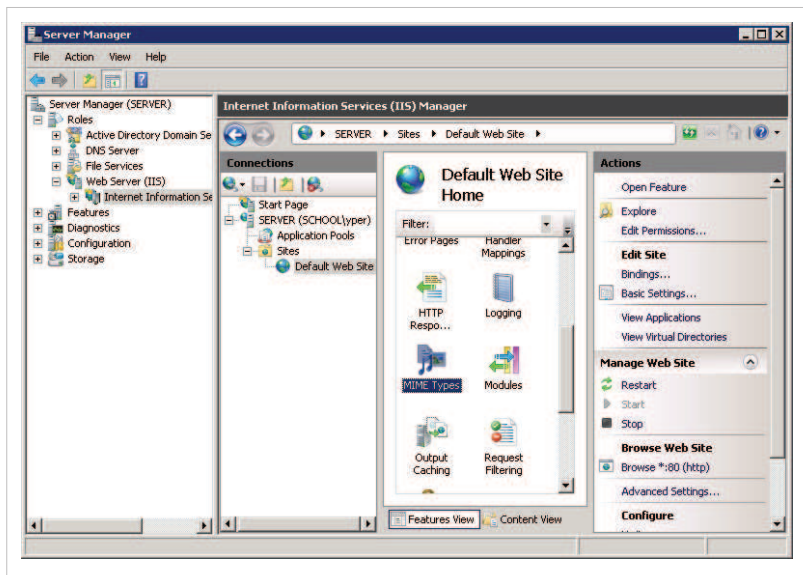 Server Manager
File Action View Help
Server Manager (SERVER)
Roles
Active Directory Domain Se
DNS Server
File Services
Web Server (IIS)
Internet Information Se
Features
Diagnostics
Configuration
Storage
Internet Information Services (IIS) Manager
SERVER Sites Default Web Site
Connections
Start Page
SERVER (SCHOOL\yper)
Application Pools
Sites
Default Web Site
Default Web Site
Home
Filter:
Error Pages Handler
Mappings
HTTP Logging
Respo...
MIME Types Modules
Output Request
Caching Filtering
Features View Content View
Actions
Open Feature
Explore
Edit Permissions...
Edit Site
Bindings...
Basic Settings...
View Applications
View Virtual Directories
Manage Web Site
Restart
Start
Stop
Browse Web Site
Browse *:80 (http)
Advanced Settings...
Configure